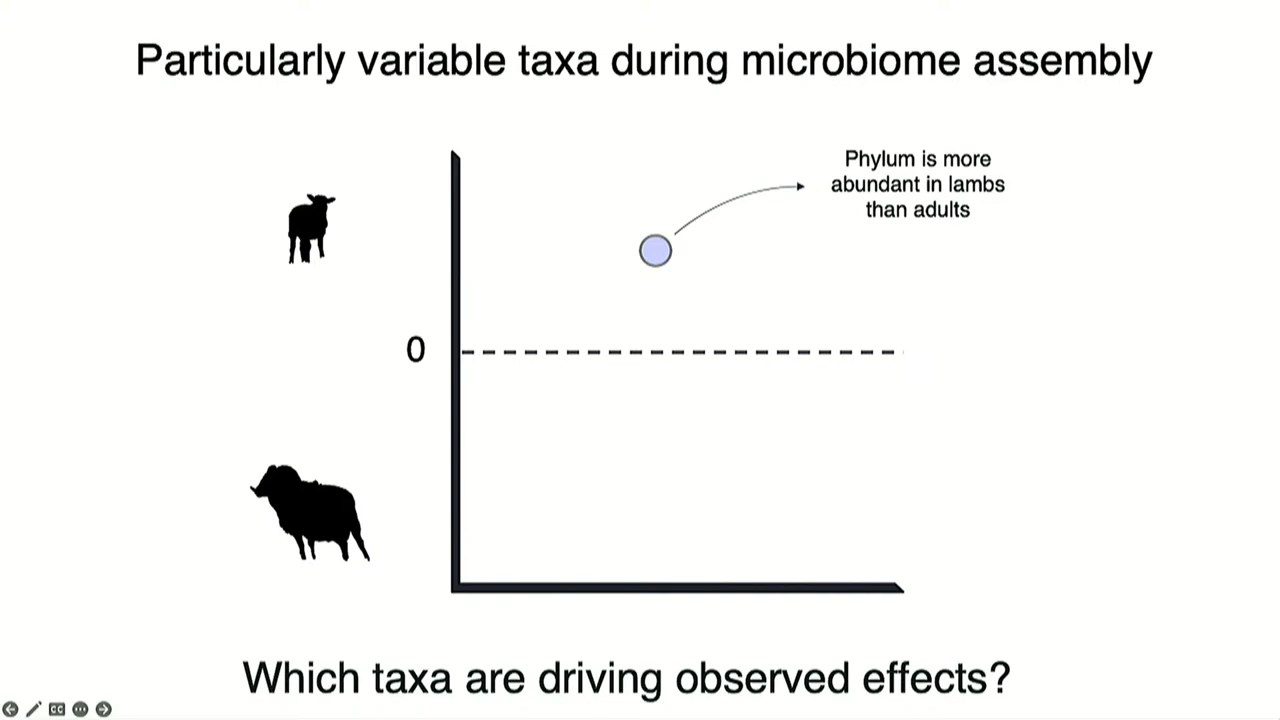 Particularly variable taxa during microbiome assembly
Phylum is more
abundant in lambs
than adults
0
Which taxa are driving observed effects?
CC